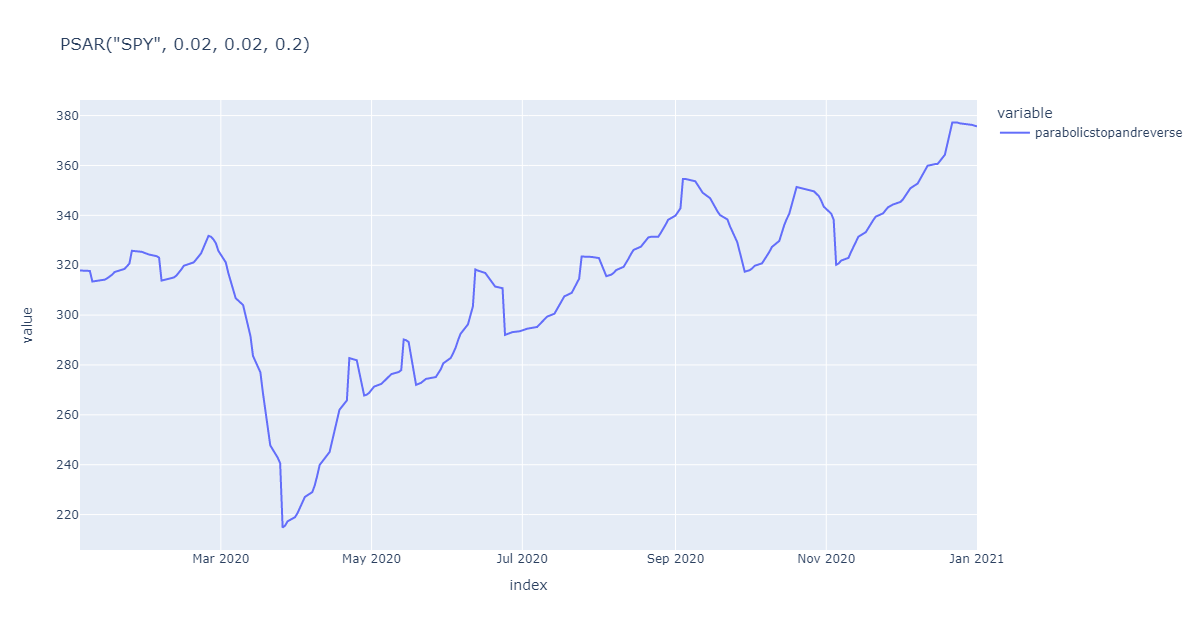 PSAR("SPY", 0.02, 0.02, 0.2)
variable
parabolicstopandreverse
value
380
360
340
320
300
280
260
240
220
Mar 2020
May 2020
Jul 2020
Sep 2020
Nov 2020
Jan 2021
index